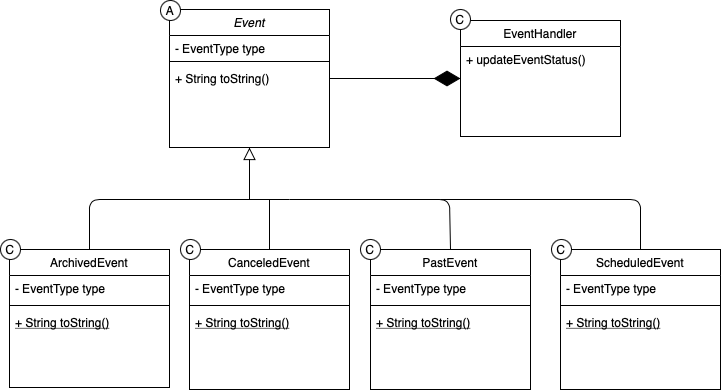 A
Event
- EventType type
+ String toString()
C
EventHandler
+ updateEventStatus()
C
ArchivedEvent
- EventType type
+ String toString()
C
CanceledEvent
- EventType type
+ String toString()
C
PastEvent
- EventType type
+ String toString()
C
ScheduledEvent
- EventType type
+ String toString()